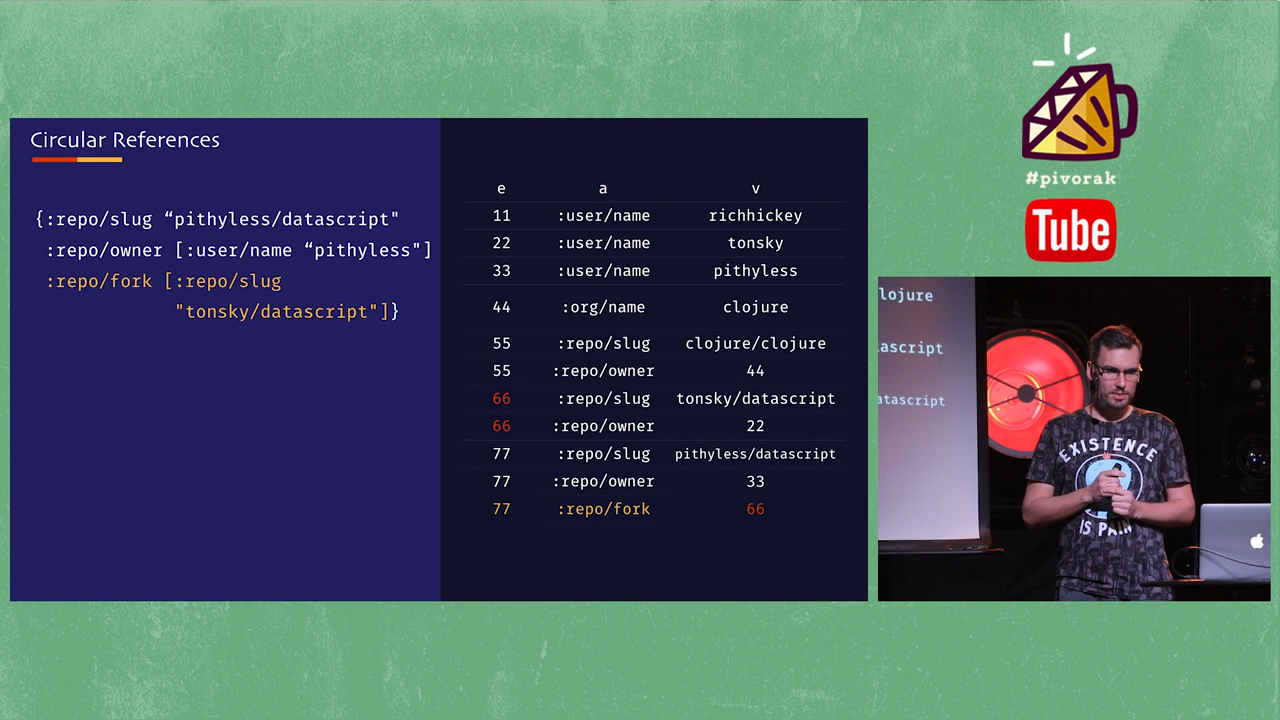 Circular References
{:repo/slug “pithyless/datascript"
:repo/owner [:user/name “pithyless"]
:repo/fork [:repo/slug
"tonsky/datascript"]}
e a v
11 :user/name richhickey
22 :user/name tonsky
33 :user/name pithyless
44 :org/name clojure
55 :repo/slug clojure/clojure
55 :repo/owner 44
66 :repo/slug tonsky/datascript
66 :repo/owner 22
77 :repo/slug pithyless/datascript
77 :repo/owner 33
77 :repo/fork 66
#pivorak
Tube
lojure
ascript
atascript
EXISTENCE
IS PAIN